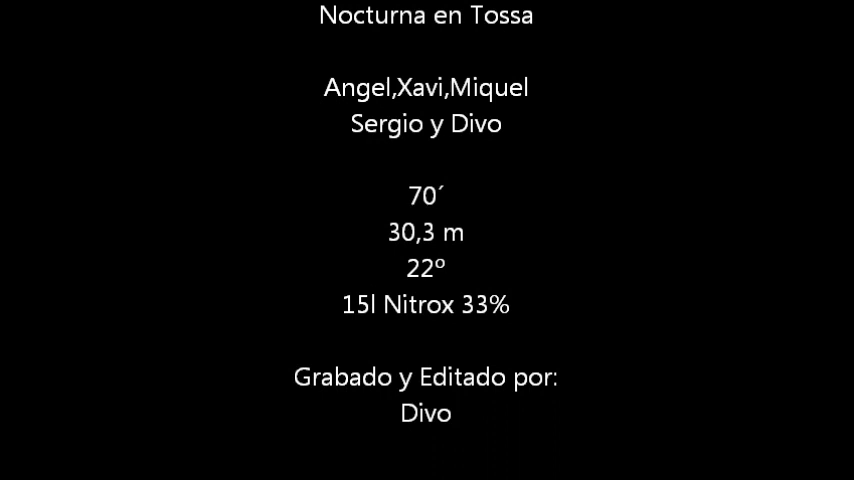 Nocturna en Tossa
Angel,Xavi,Miquel
Sergio y Divo
70´
30,3 m
22º
15l Nitrox 33%
Grabado y Editado por:
Divo